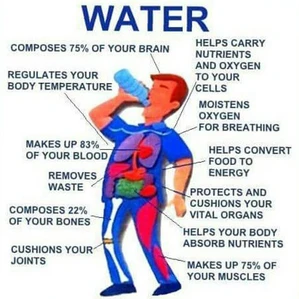 WATER
COMPOSES 75% OF YOUR BRAIN
HELPS CARRY
NUTRIENTS
AND OXYGEN
TO YOUR
CELLS
REGULATES YOUR
BODY TEMPERATURE
MOISTENS
OXYGEN
FOR BREATHING
MAKES UP 83%
OF YOUR BLOOD
HELPS CONVERT
FOOD TO
ENERGY
REMOVES
WASTE
PROTECTS AND
CUSHIONS YOUR
VITAL ORGANS
COMPOSES 22%
OF YOUR BONES
HELPS YOUR BODY
ABSORB NUTRIENTS
CUSHIONS YOUR
JOINTS
MAKES UP 75% OF
YOUR MUSCLES